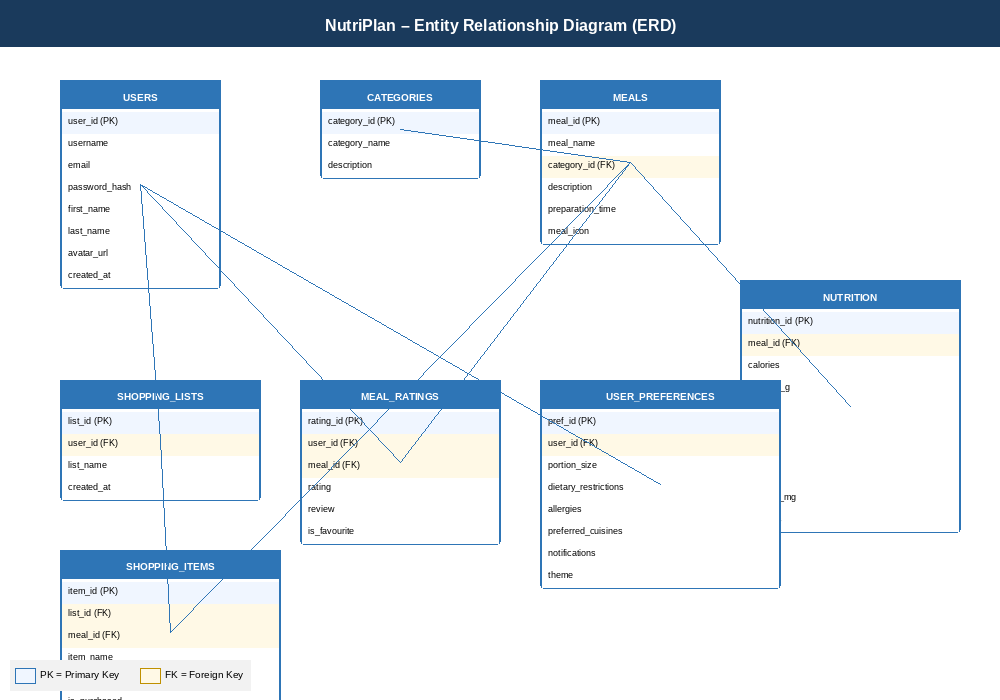 NutriPlan – Entity Relationship Diagram (ERD)
USERS
user_id (PK)
username
email
password_hash
first_name
last_name
avatar_url
created_at
CATEGORIES
category_id (PK)
category_name
description
MEALS
meal_id (PK)
meal_name
category_id (FK)
description
preparation_time
meal_icon
NUTRITION
nutrition_id (PK)
meal_id (FK)
calories
_g
_mg
SHOPPING_LISTS
list_id (PK)
user_id (FK)
list_name
created_at
MEAL_RATINGS
rating_id (PK)
user_id (FK)
meal_id (FK)
rating
review
is_favourite
USER_PREFERENCES
pref_id (PK)
user_id (FK)
portion_size
dietary_restrictions
allergies
preferred_cuisines
notifications
theme
SHOPPING_ITEMS
item_id (PK)
list_id (FK)
meal_id (FK)
item_name
PK = Primary Key
FK = Foreign Key